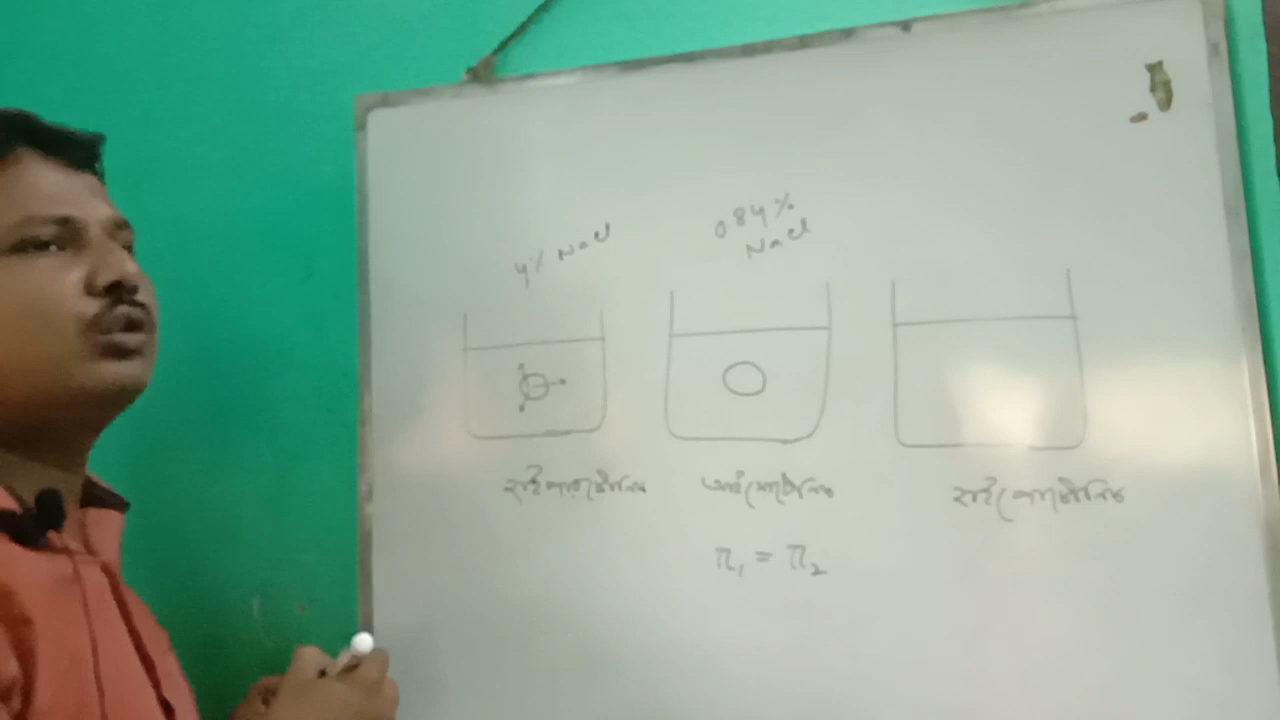 4% NaCl
0.84%
NaCl
হাইপারটোনিক
আইসোটোনিক
হাইপোটোনিক
π₁ = π₂